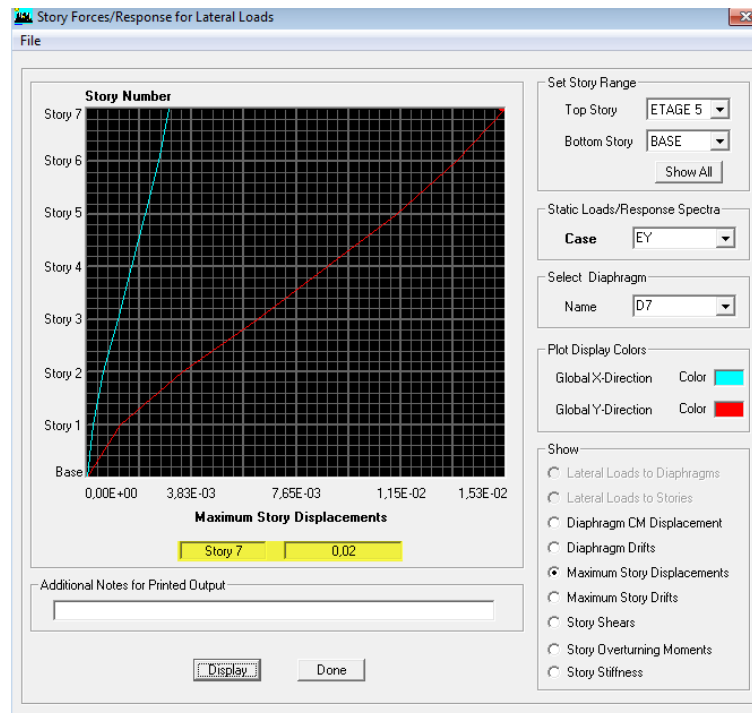 Story Forces/Response for Lateral Loads
File
Story Number
Story 7
Story 6
Story 5
Story 4
Story 3
Story 2
Story 1
Base
0,00E+00 3,83E-03 7,65E-03 1,15E-02 1,53E-02
Maximum Story Displacements
Story 7 0,02
Additional Notes for Printed Output
Display Done
Set Story Range
Top Story ETAGE 5
Bottom Story BASE
Show All
Static Loads/Response Spectra
Case EY
Select Diaphragm
Name D7
Plot Display Colors
Global X-Direction Color
Global Y-Direction Color
Show
Lateral Loads to Diaphragms
Lateral Loads to Stories
Diaphragm CM Displacement
Diaphragm Drifts
Maximum Story Displacements
Maximum Story Drifts
Story Shears
Story Overturning Moments
Story Stiffness